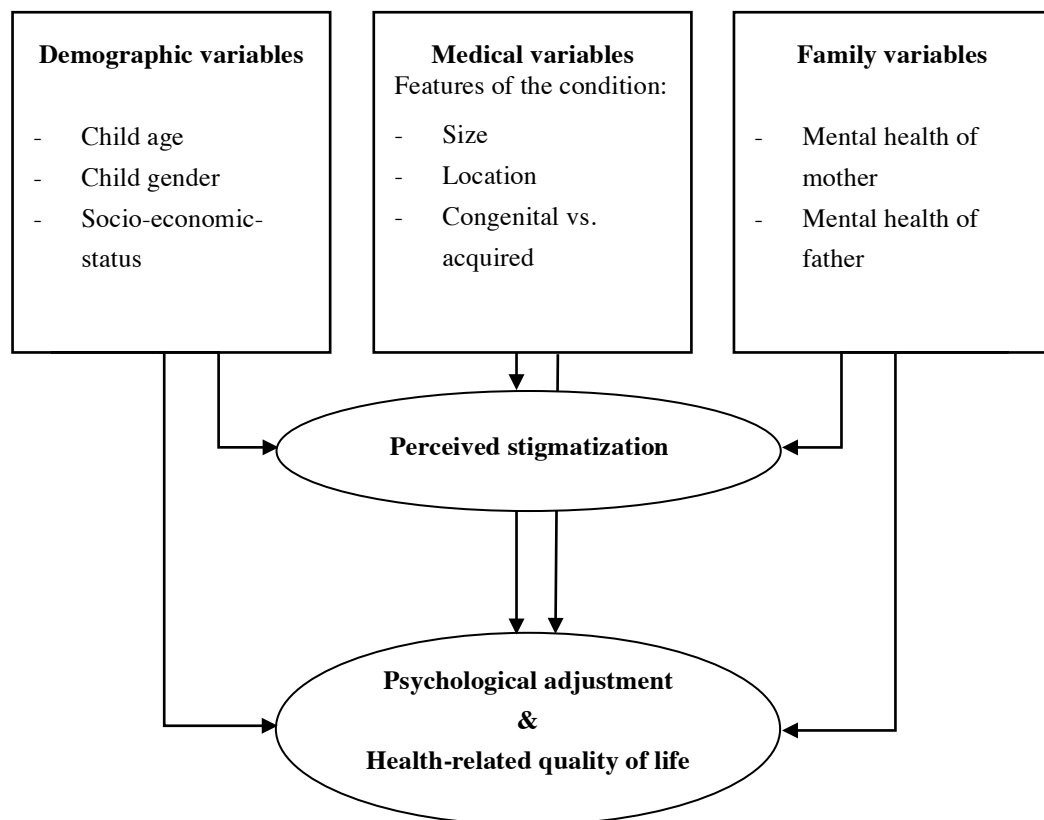 Demographic variables
- Child age
- Child gender
- Socio-economic-
status
Medical variables
Features of the condition:
- Size
- Location
- Congenital vs.
acquired
Family variables
- Mental health of
mother
- Mental health of
father
Perceived stigmatization
Psychological adjustment
&
Health-related quality of life